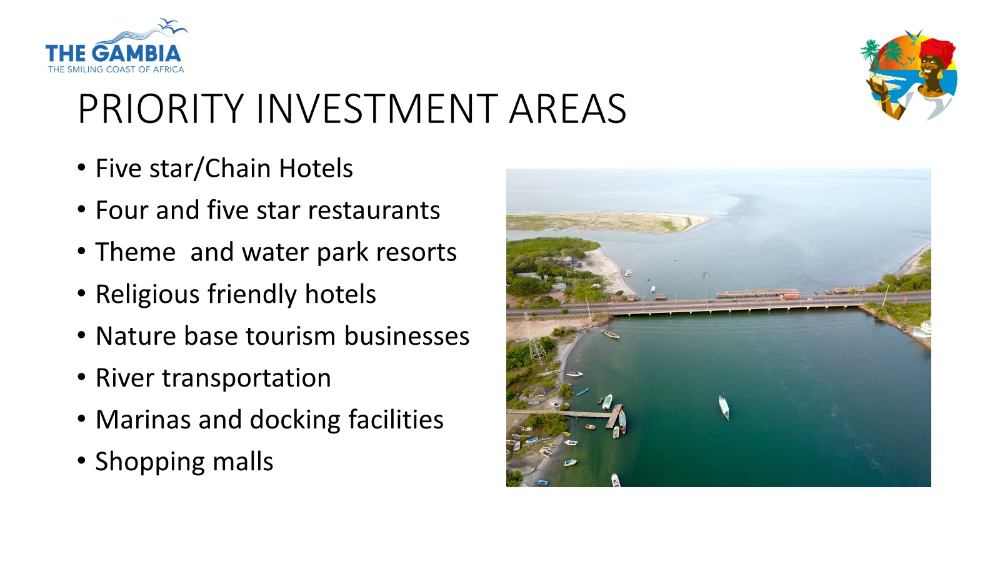 THE GAMBIA
THE SMILING COAST OF AFRICA
PRIORITY INVESTMENT AREAS
• Five star/Chain Hotels
• Four and five star restaurants
• Theme  and water park resorts
• Religious friendly hotels
• Nature base tourism businesses
• River transportation
• Marinas and docking facilities
• Shopping malls